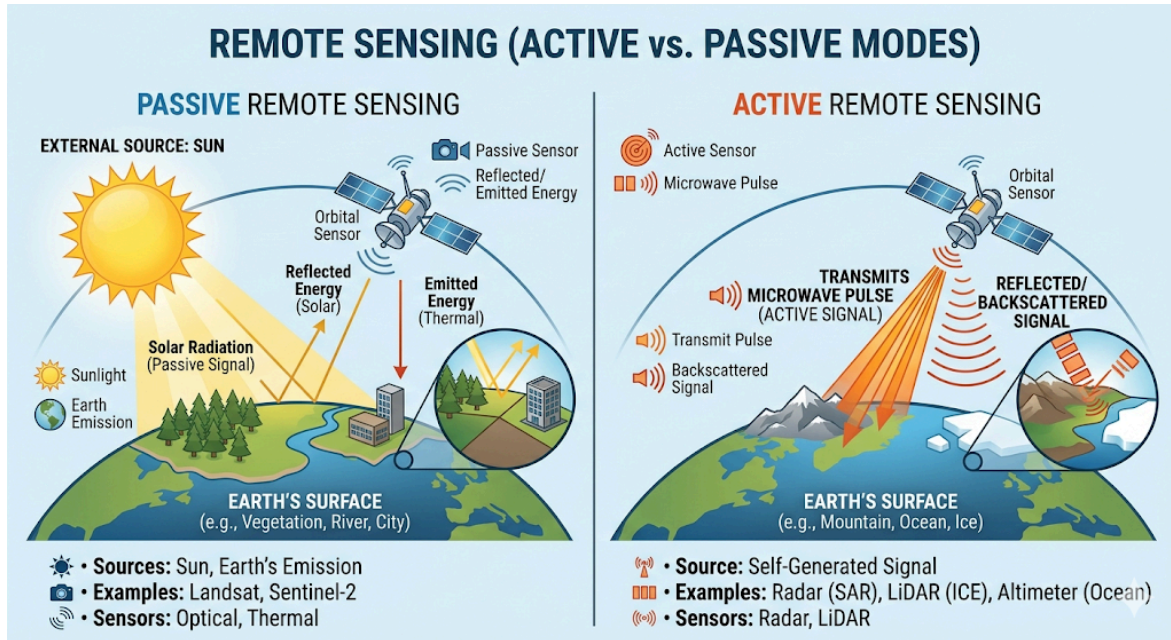 REMOTE SENSING (ACTIVE vs. PASSIVE MODES)
PASSIVE REMOTE SENSING
EXTERNAL SOURCE: SUN
Passive Sensor
Reflected/
Emitted Energy
Orbital
Sensor
Reflected
Energy
(Solar)
Emitted
Energy
(Thermal)
Solar Radiation
(Passive Signal)
Sunlight
Earth
Emission
EARTH'S SURFACE
(e.g., Vegetation, River, City)
• Sources: Sun, Earth's Emission
• Examples: Landsat, Sentinel-2
• Sensors: Optical, Thermal
ACTIVE REMOTE SENSING
Active Sensor
Microwave Pulse
Orbital
Sensor
TRANSMITS
MICROWAVE PULSE
(ACTIVE SIGNAL)
REFLECTED/
BACKSCATTERED
SIGNAL
Transmit Pulse
Backscattered
Signal
EARTH'S SURFACE
(e.g., Mountain, Ocean, Ice)
• Source: Self-Generated Signal
• Examples: Radar (SAR), LiDAR (ICE), Altimeter (Ocean)
• Sensors: Radar, LiDAR